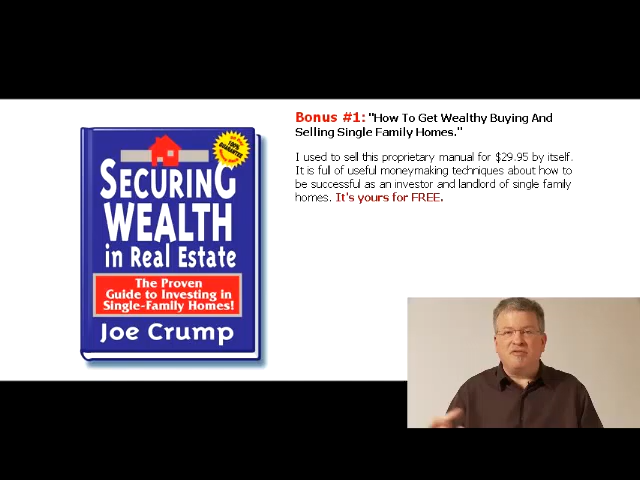 Bonus #1: "How To Get Wealthy Buying And
Selling Single Family Homes."
I used to sell this proprietary manual for $29.95 by itself.
It is full of useful moneymaking techniques about how to
be successful as an investor and landlord of single family
homes. It's yours for FREE.
100%
SECURING
WEALTH
in Real Estate
The Proven
Guide to Investing in
Single-Family Homes!
Joe Crump